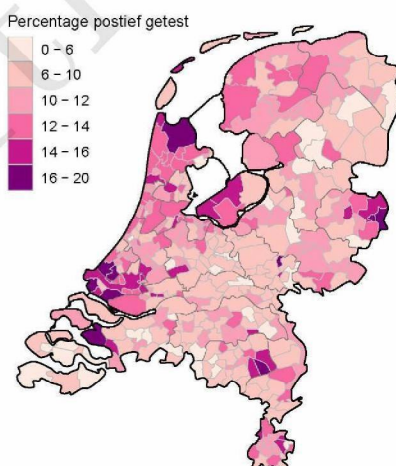 Percentage postief getest
0 – 6
6 – 10
10 – 12
12 – 14
14 – 16
16 – 20